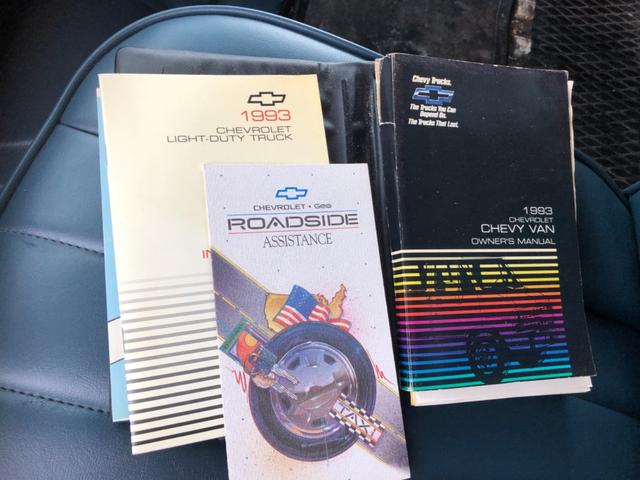 1993
CHEVROLET
LIGHT-DUTY TRUCK
CHEVROLET • Geo
ROADSIDE
ASSISTANCE
TAXI
Chevy Trucks.
The Trucks You Can
Depend On.
The Trucks That Last.
1993
CHEVROLET
CHEVY VAN
OWNER'S MANUAL